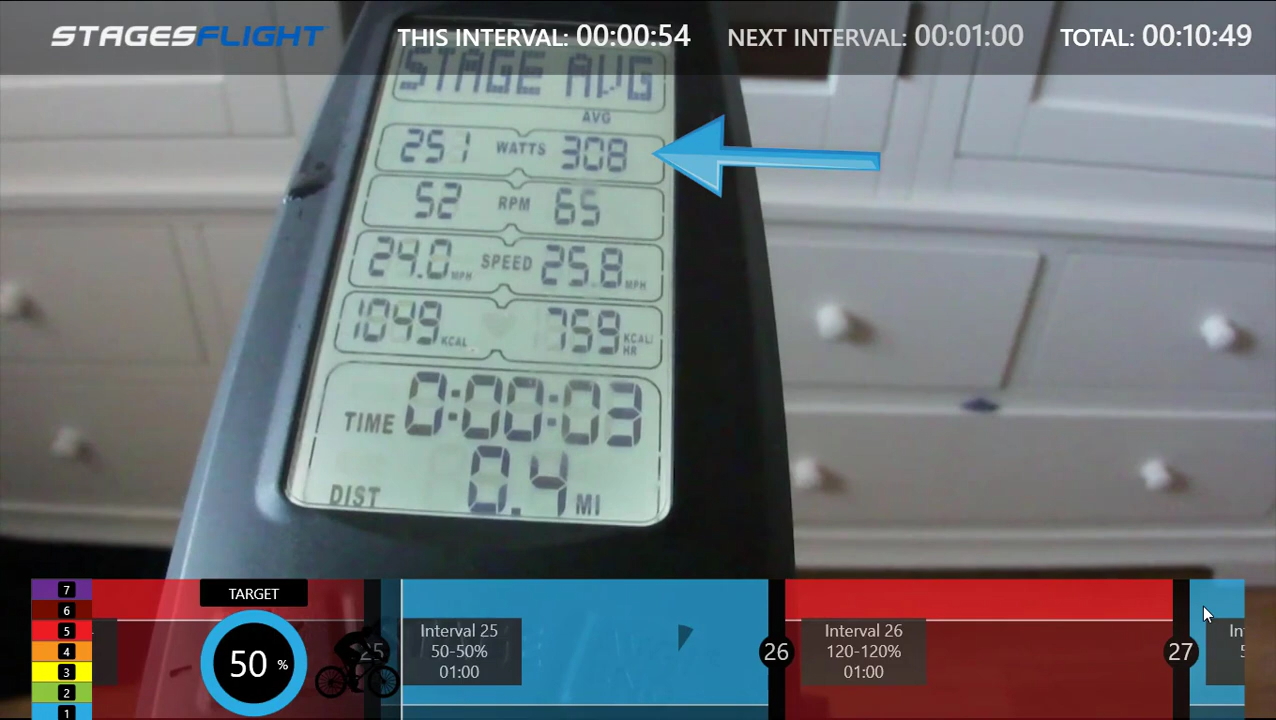 STAGESFLIGHT
THIS INTERVAL: 00:00:54
NEXT INTERVAL: 00:01:00
TOTAL: 00:10:49
STAGE AVG
AVG
251 WATTS 308
52 RPM 65
24.0 MPH SPEED 25.8 MPH
1049 KCAL 759 KCAL/HR
TIME 0:00:03
DIST 0.4 MI
7
6
5
4
3
2
1
TARGET
50 %
25
Interval 25
50-50%
01:00
26
Interval 26
120-120%
01:00
27